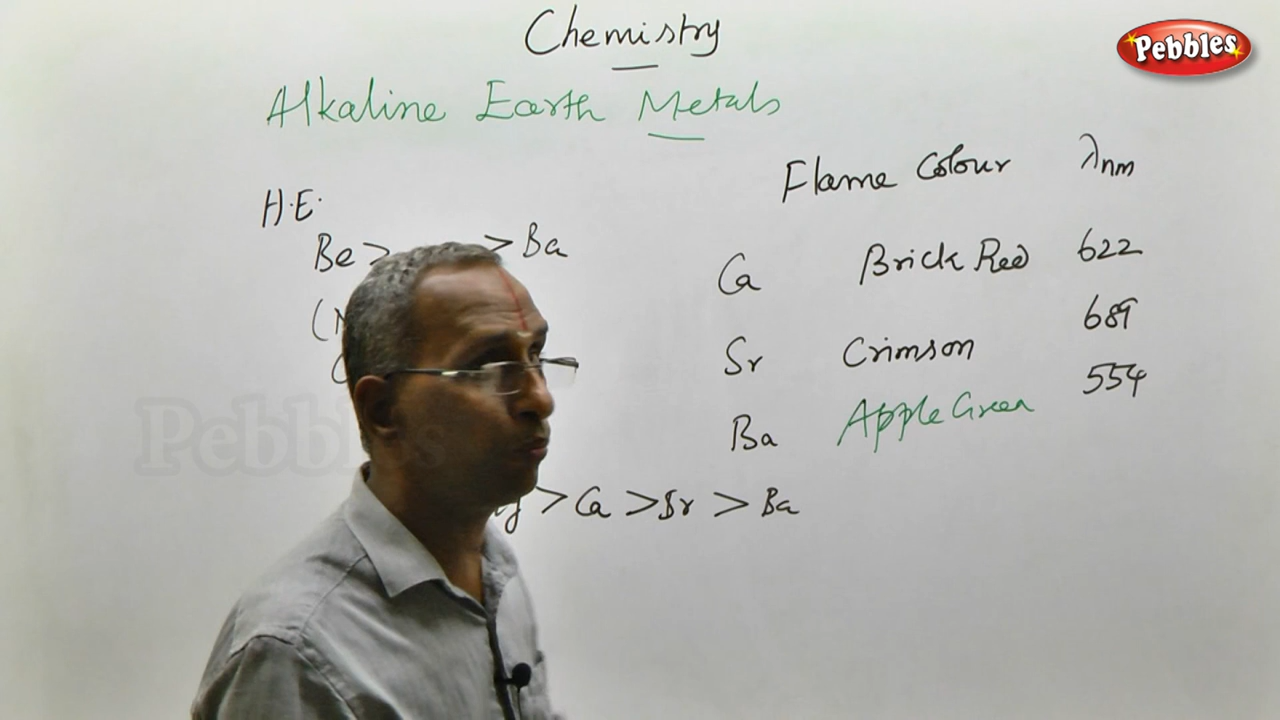 Chemistry
Pebbles
Alkaline Earth Metals
Flame Colour λnm
H.E.
Be > > Ba
Ca Brick Red 622
689
Sr Crimson
554
Ba Apple Green
> Ca > Sr > Ba
Pebbles